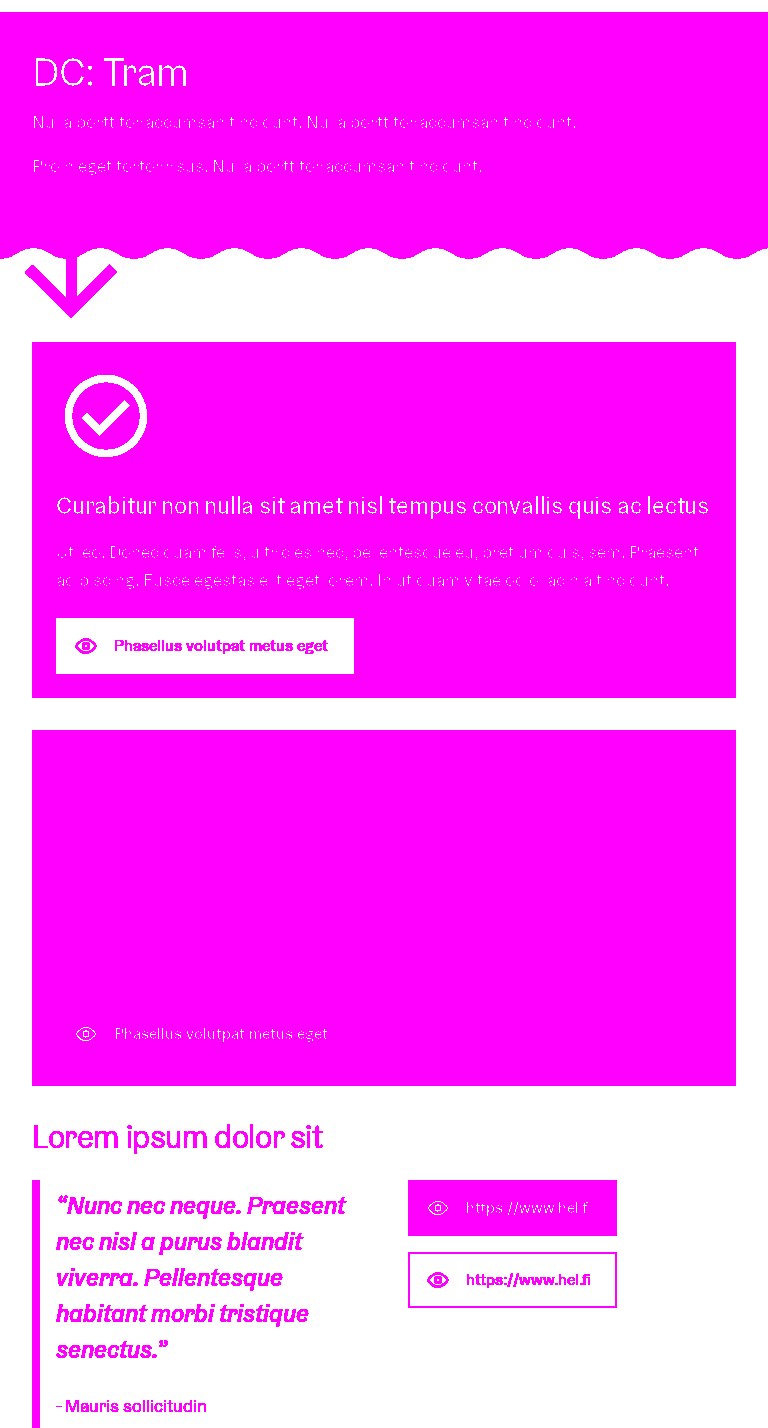 DC: Tram
Nulla porttitor accumsan tincidunt. Nulla porttitor accumsan tincidunt.
Proin eget tortor risus. Nulla porttitor accumsan tincidunt.
Curabitur non nulla sit amet nisl tempus convallis quis ac lectus
Ut leo. Donec quam felis, ultricies nec, pellentesque eu, pretium quis, sem. Praesent
adipiscing. Fusce egestas elit eget lorem. In ut quam vitae odio lacinia tincidunt.
Phasellus volutpat metus eget
Phasellus volutpat metus eget
Lorem ipsum dolor sit
“Nunc nec neque. Praesent
nec nisl a purus blandit
viverra. Pellentesque
habitant morbi tristique
senectus.”
- Mauris sollicitudin
https://www.hel.fi
https://www.hel.fi